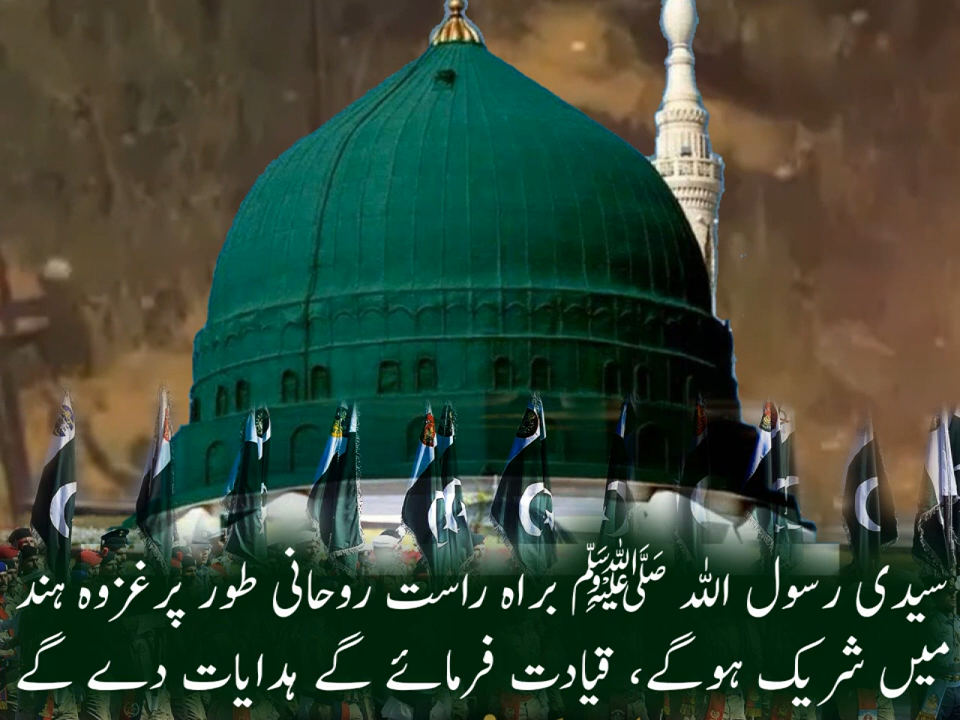 سیدی رسول اللہ ﷺ براہ راست روحانی طور پر غزوہ ہند
میں شریک ہوگے، قیادت فرمائے گے ہدایات دے گے